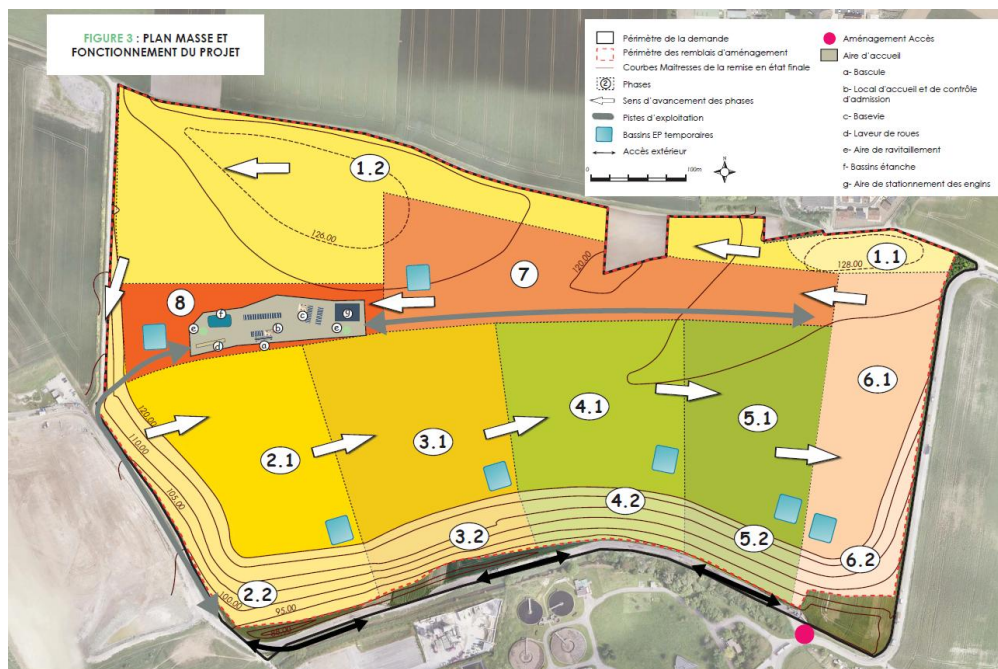 FIGURE 3 : PLAN MASSE ET
FONCTIONNEMENT DU PROJET
Périmètre de la demande
Périmètre des remblais d'aménagement
Courbes Maîtresses de la remise en état finale
2
Phases
Sens d'avancement des phases
Pistes d'exploitation
Bassins EP temporaires
Accès extérieur
0
100m
N
Aménagement Accès
Aire d'accueil
a- Bascule
b- Local d'accueil et de contrôle
d'admission
c- Basevie
d- Laveur de roues
e- Aire de ravitaillement
f- Bassins étanche
g- Aire de stationnement des engins
1.2
126.00
1.1
128.00
120.00
7
8
f
c
g
e
b
e
d
a
6.1
4.1
5.1
3.1
2.1
120.00
110.00
105.00
4.2
3.2
5.2
6.2
2.2
100.00
95.00